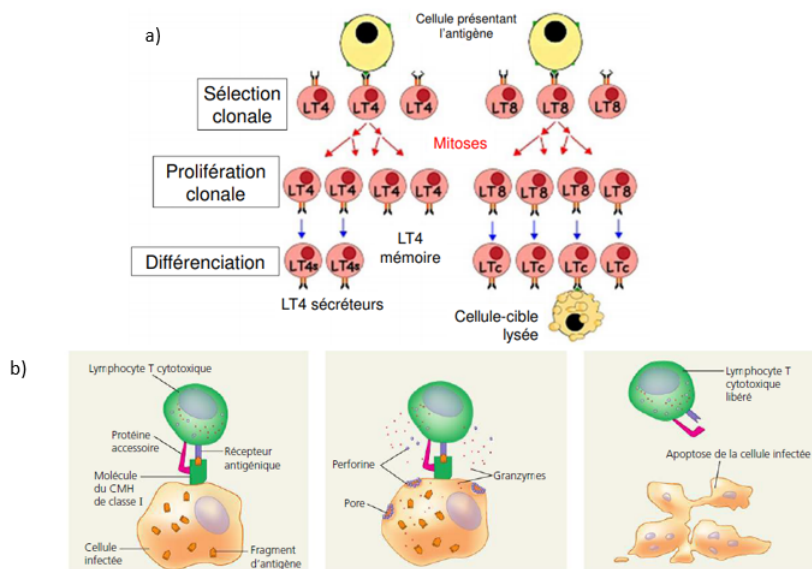 a)
Cellule présentant
l'antigène
Sélection
clonale
LT4
LT4
LT4
LT8
LT8
LT8
Mitoses
Prolifération
clonale
LT4
LT4
LT4
LT4
LT8
LT8
LT8
LT8
LT4
mémoire
Différenciation
LT4s
LT4s
LTc
LTc
LTc
LTc
LT4 sécréteurs
Cellule-cible
lysée
b)
Lymphocyte T cytotoxique
Protéine
accessoire
Récepteur
antigénique
Molécule
du CMH
de classe I
Cellule
infectée
Fragment
d'antigène
Perforine
Granzymes
Pore
Lymphocyte T
cytotoxique
libéré
Apoptose de la cellule infectée